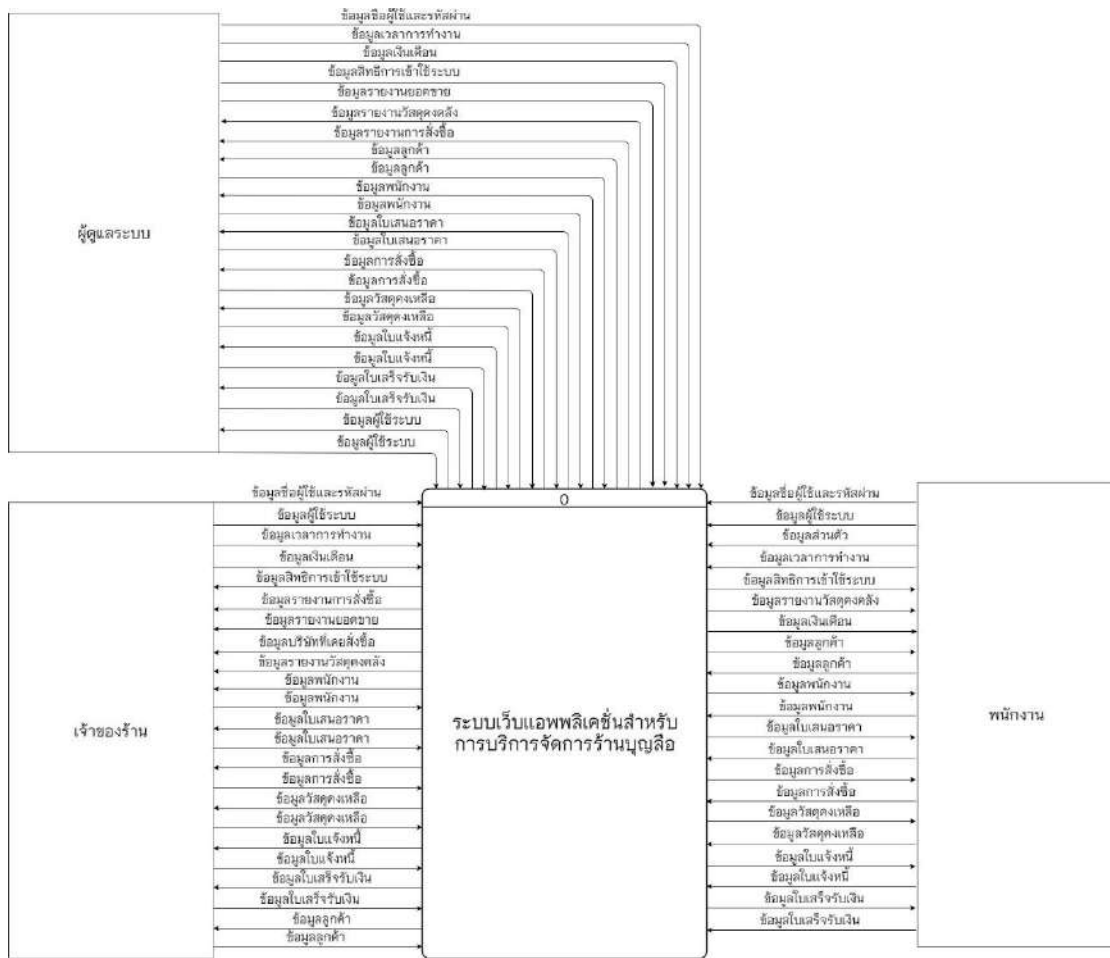 ข้อมูลชื่อผู้ใช้และรหัสผ่าน
ข้อมูลเวลาการทำงาน
ข้อมูลเงินเดือน
ข้อมูลสิทธิการเข้าใช้ระบบ
ข้อมูลรายงานยอดขาย
ข้อมูลรายงานวัสดุคงคลัง
ข้อมูลรายงานการสั่งซื้อ
ข้อมูลลูกค้า
ข้อมูลลูกค้า
ข้อมูลพนักงาน
ข้อมูลพนักงาน
ข้อมูลใบเสนอราคา
ข้อมูลใบเสนอราคา
ข้อมูลการสั่งซื้อ
ข้อมูลการสั่งซื้อ
ข้อมูลวัสดุคงเหลือ
ข้อมูลวัสดุคงเหลือ
ข้อมูลใบแจ้งหนี้
ข้อมูลใบแจ้งหนี้
ข้อมูลใบเสร็จรับเงิน
ข้อมูลใบเสร็จรับเงิน
ข้อมูลผู้ใช้ระบบ
ข้อมูลผู้ใช้ระบบ
ผู้ดูแลระบบ
ข้อมูลชื่อผู้ใช้และรหัสผ่าน
ข้อมูลผู้ใช้ระบบ
ข้อมูลเวลาการทำงาน
ข้อมูลเงินเดือน
ข้อมูลสิทธิการเข้าใช้ระบบ
ข้อมูลรายงานการสั่งซื้อ
ข้อมูลรายงานยอดขาย
ข้อมูลบริษัทที่เคยสั่งซื้อ
ข้อมูลรายงานวัสดุคงคลัง
ข้อมูลพนักงาน
ข้อมูลพนักงาน
ข้อมูลใบเสนอราคา
ข้อมูลใบเสนอราคา
ข้อมูลการสั่งซื้อ
ข้อมูลการสั่งซื้อ
ข้อมูลวัสดุคงเหลือ
ข้อมูลวัสดุคงเหลือ
ข้อมูลใบแจ้งหนี้
ข้อมูลใบแจ้งหนี้
ข้อมูลใบเสร็จรับเงิน
ข้อมูลใบเสร็จรับเงิน
ข้อมูลลูกค้า
ข้อมูลลูกค้า
เจ้าของร้าน
0
ระบบเว็บแอพพลิเคชั่นสำหรับ
การบริการจัดการร้านบุญลือ
ข้อมูลชื่อผู้ใช้และรหัสผ่าน
ข้อมูลผู้ใช้ระบบ
ข้อมูลส่วนตัว
ข้อมูลเวลาการทำงาน
ข้อมูลสิทธิการเข้าใช้ระบบ
ข้อมูลรายงานวัสดุคงคลัง
ข้อมูลเงินเดือน
ข้อมูลลูกค้า
ข้อมูลลูกค้า
ข้อมูลพนักงาน
ข้อมูลพนักงาน
ข้อมูลใบเสนอราคา
ข้อมูลใบเสนอราคา
ข้อมูลการสั่งซื้อ
ข้อมูลการสั่งซื้อ
ข้อมูลวัสดุคงเหลือ
ข้อมูลวัสดุคงเหลือ
ข้อมูลใบแจ้งหนี้
ข้อมูลใบแจ้งหนี้
ข้อมูลใบเสร็จรับเงิน
ข้อมูลใบเสร็จรับเงิน
พนักงาน